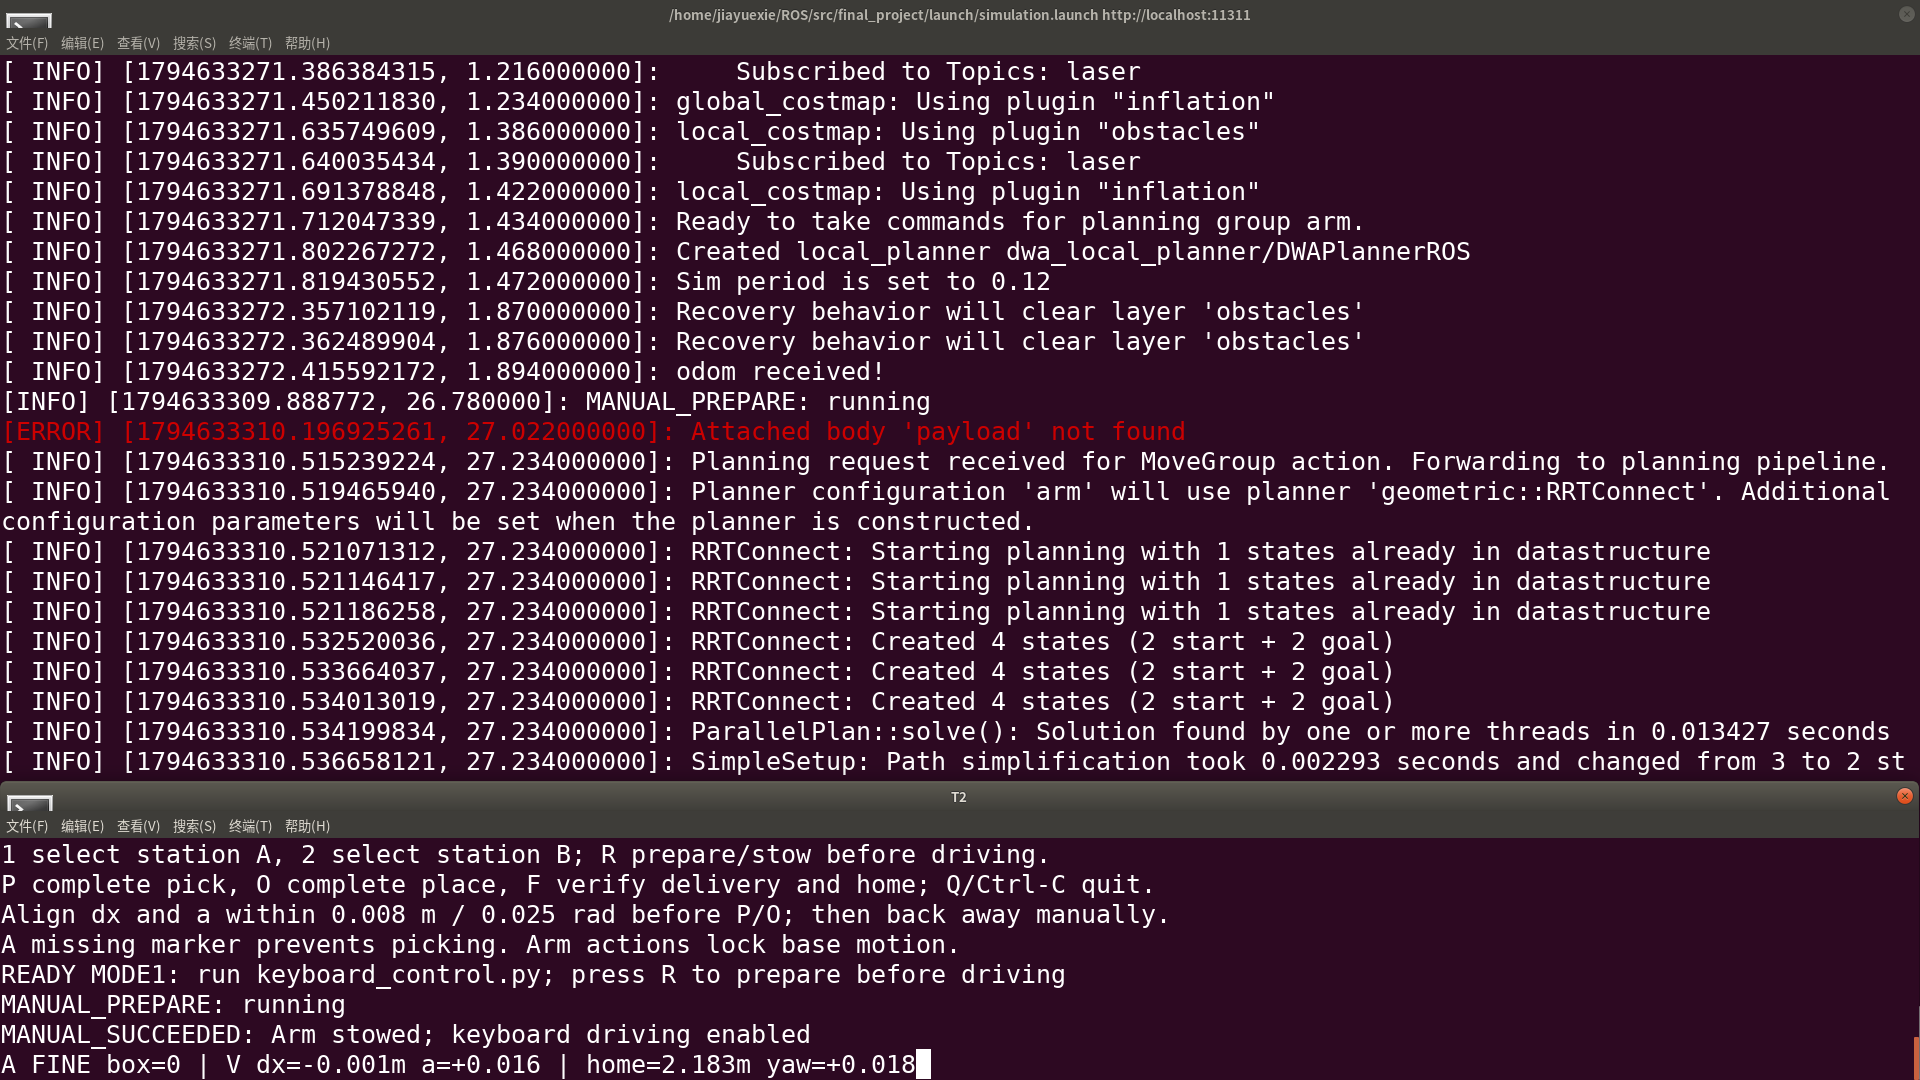 /home/jiayuexie/ROS/src/final_project/launch/simulation.launch http://localhost:11311
文件(F) 编辑(E) 查看(V) 搜索(S) 终端(T) 帮助(H)
[ INFO] [1794633271.386384315, 1.216000000]:     Subscribed to Topics: laser
[ INFO] [1794633271.450211830, 1.234000000]: global_costmap: Using plugin "inflation"
[ INFO] [1794633271.635749609, 1.386000000]: local_costmap: Using plugin "obstacles"
[ INFO] [1794633271.640035434, 1.390000000]:     Subscribed to Topics: laser
[ INFO] [1794633271.691378848, 1.422000000]: local_costmap: Using plugin "inflation"
[ INFO] [1794633271.712047339, 1.434000000]: Ready to take commands for planning group arm.
[ INFO] [1794633271.802267272, 1.468000000]: Created local_planner dwa_local_planner/DWAPlannerROS
[ INFO] [1794633271.819430552, 1.472000000]: Sim period is set to 0.12
[ INFO] [1794633272.357102119, 1.870000000]: Recovery behavior will clear layer 'obstacles'
[ INFO] [1794633272.362489904, 1.876000000]: Recovery behavior will clear layer 'obstacles'
[ INFO] [1794633272.415592172, 1.894000000]: odom received!
[INFO] [1794633309.888772, 26.780000]: MANUAL_PREPARE: running
[ERROR] [1794633310.196925261, 27.022000000]: Attached body 'payload' not found
[ INFO] [1794633310.515239224, 27.234000000]: Planning request received for MoveGroup action. Forwarding to planning pipeline.
[ INFO] [1794633310.519465940, 27.234000000]: Planner configuration 'arm' will use planner 'geometric::RRTConnect'. Additional
configuration parameters will be set when the planner is constructed.
[ INFO] [1794633310.521071312, 27.234000000]: RRTConnect: Starting planning with 1 states already in datastructure
[ INFO] [1794633310.521146417, 27.234000000]: RRTConnect: Starting planning with 1 states already in datastructure
[ INFO] [1794633310.521186258, 27.234000000]: RRTConnect: Starting planning with 1 states already in datastructure
[ INFO] [1794633310.532520036, 27.234000000]: RRTConnect: Created 4 states (2 start + 2 goal)
[ INFO] [1794633310.533664037, 27.234000000]: RRTConnect: Created 4 states (2 start + 2 goal)
[ INFO] [1794633310.534013019, 27.234000000]: RRTConnect: Created 4 states (2 start + 2 goal)
[ INFO] [1794633310.534199834, 27.234000000]: ParallelPlan::solve(): Solution found by one or more threads in 0.013427 seconds
[ INFO] [1794633310.536658121, 27.234000000]: SimpleSetup: Path simplification took 0.002293 seconds and changed from 3 to 2 st
T2
文件(F) 编辑(E) 查看(V) 搜索(S) 终端(T) 帮助(H)
1 select station A, 2 select station B; R prepare/stow before driving.
P complete pick, O complete place, F verify delivery and home; Q/Ctrl-C quit.
Align dx and a within 0.008 m / 0.025 rad before P/O; then back away manually.
A missing marker prevents picking. Arm actions lock base motion.
READY MODE1: run keyboard_control.py; press R to prepare before driving
MANUAL_PREPARE: running
MANUAL_SUCCEEDED: Arm stowed; keyboard driving enabled
A FINE box=0 | V dx=-0.001m a=+0.016 | home=2.183m yaw=+0.018